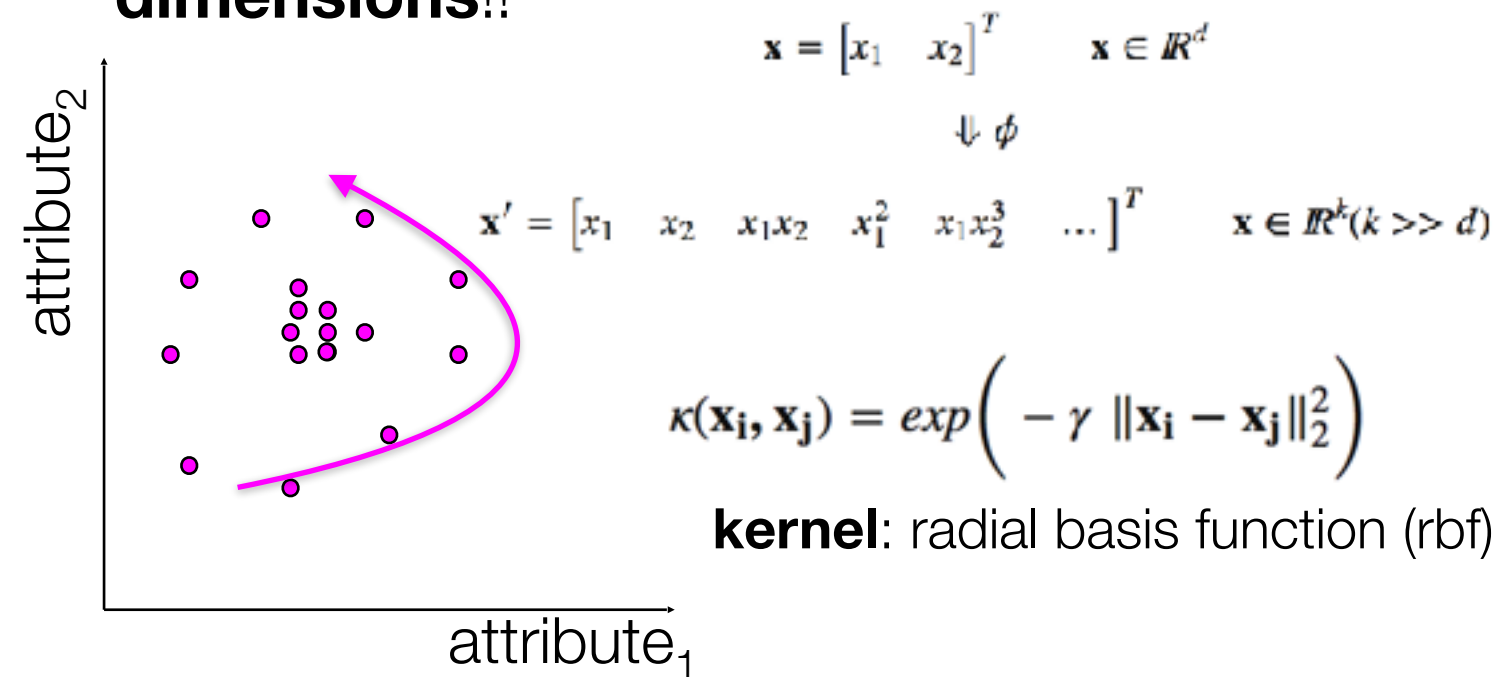 dimensions!!
x = [x₁ x₂]ᵀ x ∈ ℝᵈ
⇓ ϕ
x′ = [x₁ x₂ x₁x₂ x₁² x₁x₂³ …]ᵀ x ∈ ℝᵏ(k >> d)
κ(xᵢ, xⱼ) = exp( − γ ‖xᵢ − xⱼ‖₂² )
kernel: radial basis function (rbf)
attribute₂
attribute₁